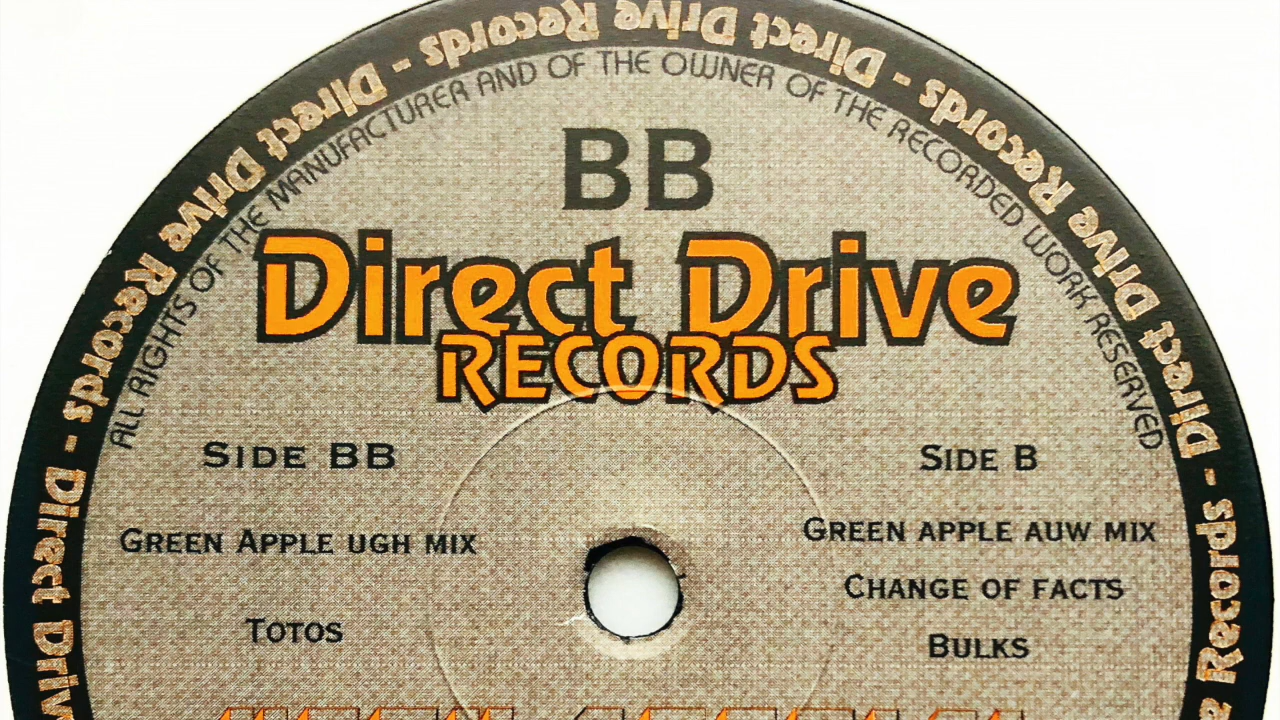 Direct Drive Records - Direct Drive Records - Direct Drive Records - Direct Drive Records
ALL RIGHTS OF THE MANUFACTURER AND OF THE OWNER OF THE RECORDED WORK RESERVED
BB
Direct Drive
RECORDS
SIDE BB
GREEN APPLE UGH MIX
TOTOS
SIDE B
GREEN APPLE AUW MIX
CHANGE OF FACTS
BULKS